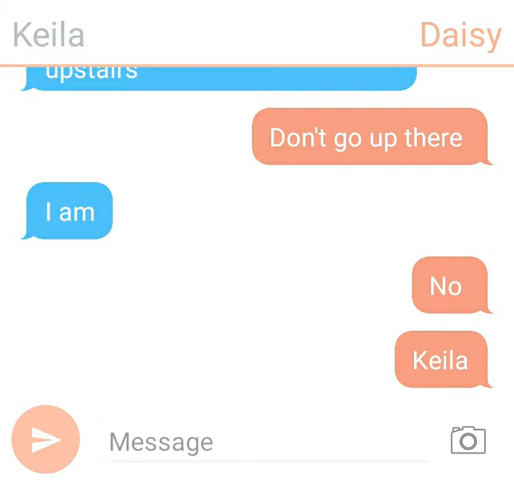 Keila
Daisy
upstairs
Don't go up there
I am
No
Keila
Message